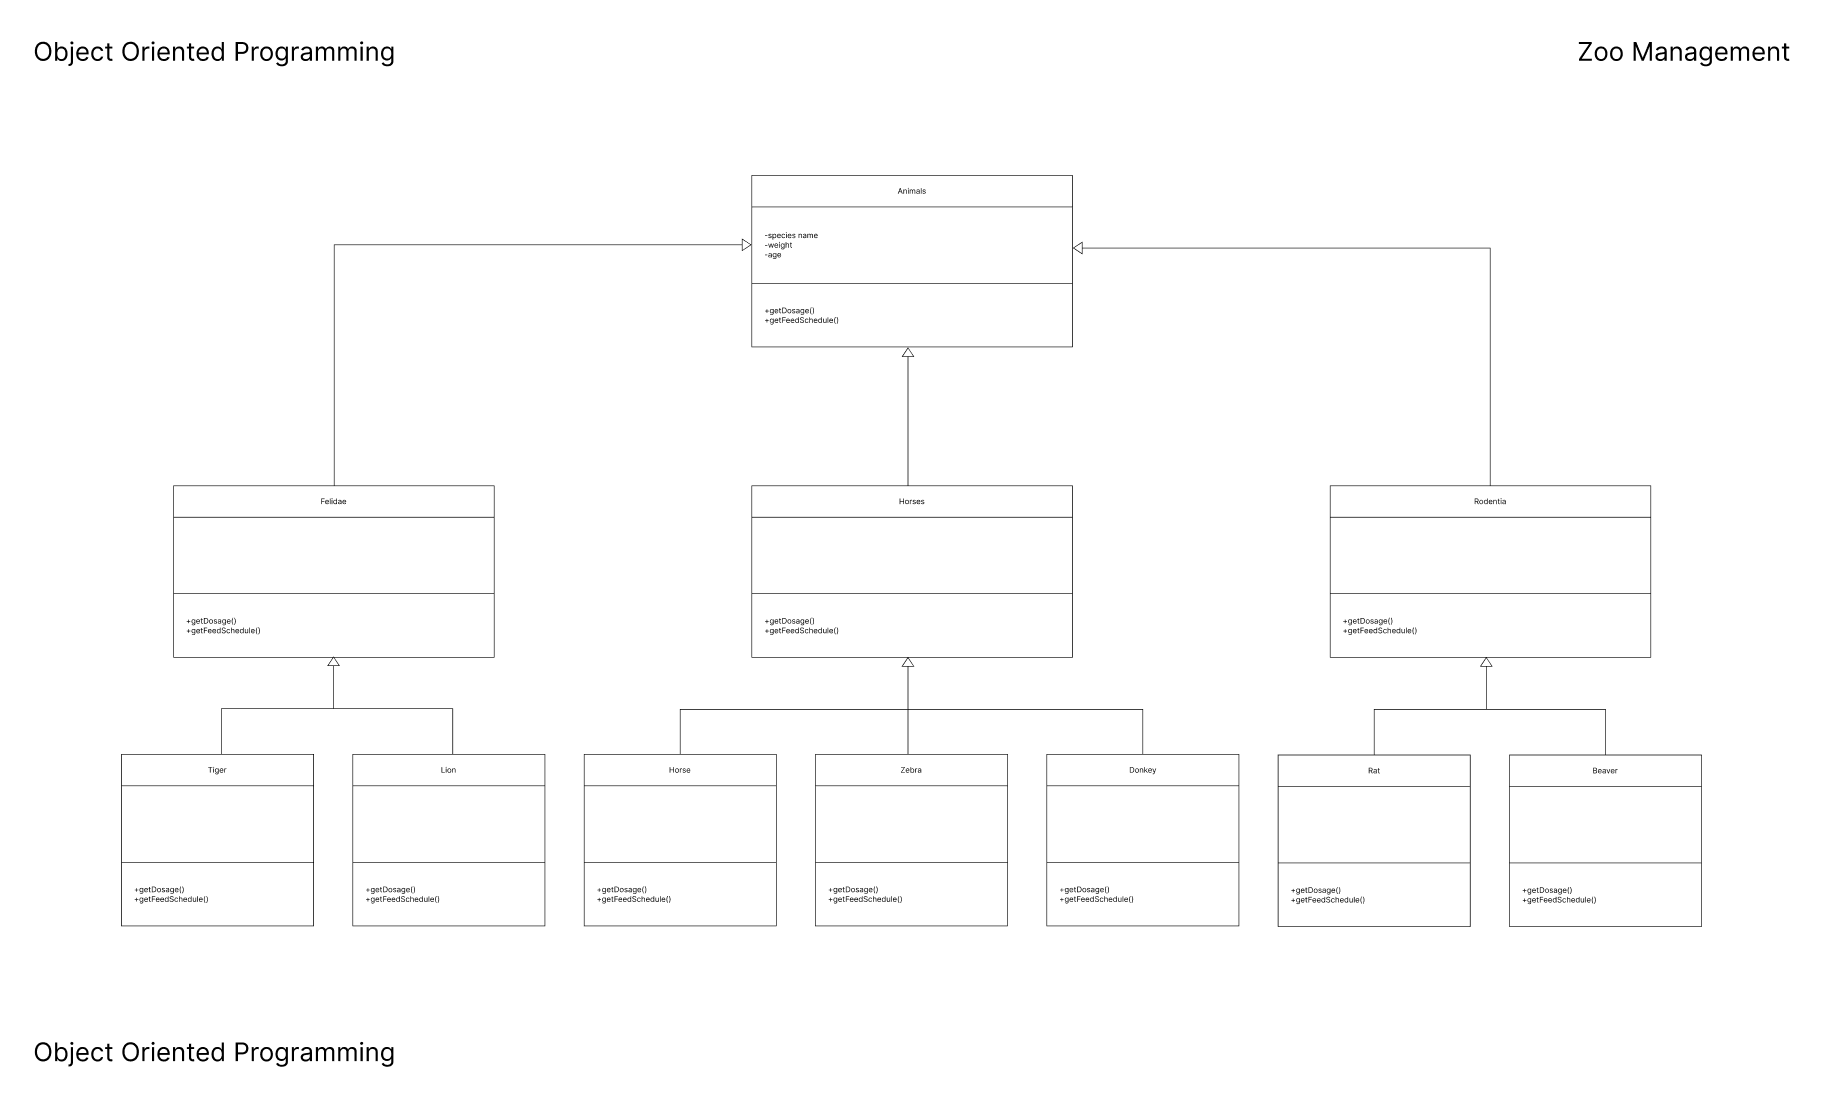 Object Oriented Programming
Zoo Management
Animals
-species name
-weight
-age
+getDosage()
+getFeedSchedule()
Felidae
+getDosage()
+getFeedSchedule()
Horses
+getDosage()
+getFeedSchedule()
Rodentia
+getDosage()
+getFeedSchedule()
Tiger
+getDosage()
+getFeedSchedule()
Lion
+getDosage()
+getFeedSchedule()
Horse
+getDosage()
+getFeedSchedule()
Zebra
+getDosage()
+getFeedSchedule()
Donkey
+getDosage()
+getFeedSchedule()
Rat
+getDosage()
+getFeedSchedule()
Beaver
+getDosage()
+getFeedSchedule()
Object Oriented Programming